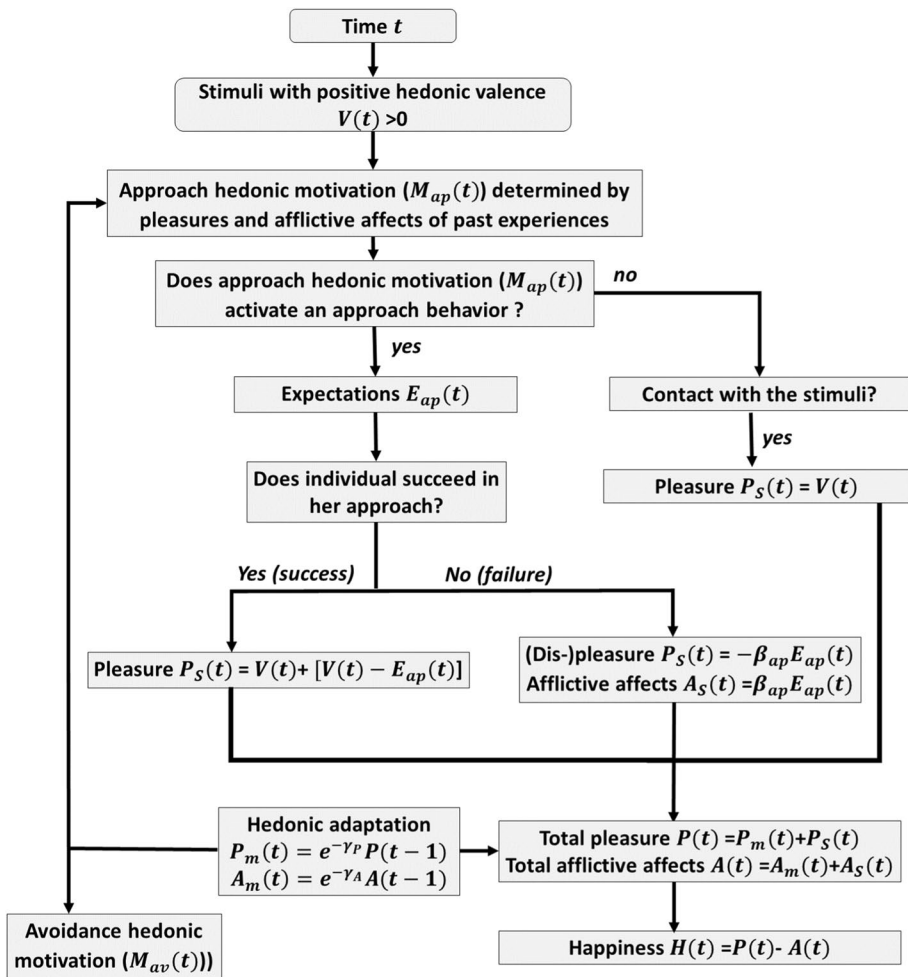 Time t
Stimuli with positive hedonic valence
V(t) >0
Approach hedonic motivation (M_ap(t)) determined by
pleasures and afflictive affects of past experiences
Does approach hedonic motivation (M_ap(t))
activate an approach behavior ?
no
yes
Expectations E_ap(t)
Contact with the stimuli?
yes
Does individual succeed in
her approach?
Pleasure P_S(t) = V(t)
Yes (success)
No (failure)
Pleasure P_S(t) = V(t)+ [V(t) − E_ap(t)]
(Dis-)pleasure P_S(t) = −β_ap E_ap(t)
Afflictive affects A_S(t) =β_ap E_ap(t)
Hedonic adaptation
P_m(t) = e^{−γ_P} P(t − 1)
A_m(t) = e^{−γ_A} A(t − 1)
Total pleasure P(t) =P_m(t)+P_S(t)
Total afflictive affects A(t) =A_m(t)+A_S(t)
Avoidance hedonic
motivation (M_av(t)))
Happiness H(t) =P(t)- A(t)